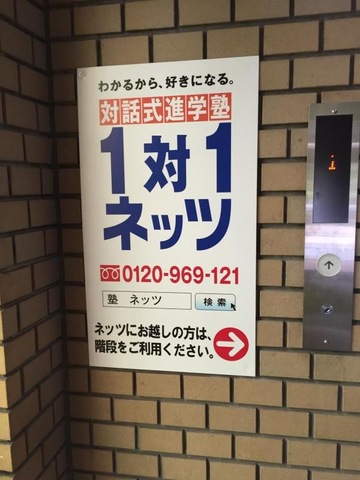 わかるから、好きになる。
対話式進学塾
1対1
ネッツ
0120-969-121
塾 ネッツ 検索
ネッツにお越しの方は、
階段をご利用ください。